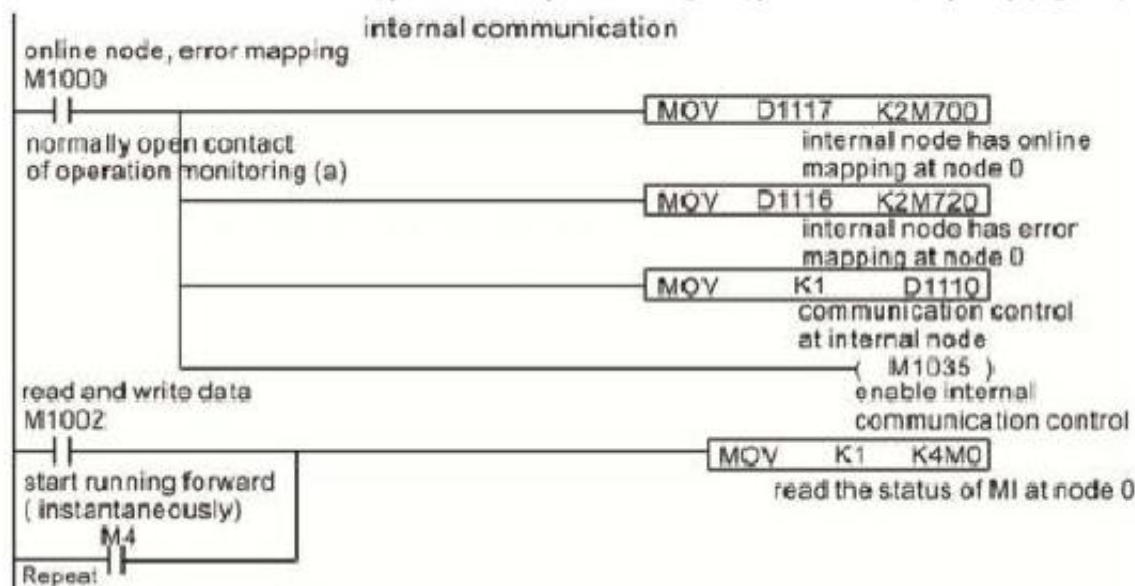 internal communication
online node, error mapping
M1000
MOV D1117 K2M700
normally open contact
of operation monitoring (a)
internal node has online
mapping at node 0
MOV D1116 K2M720
internal node has error
mapping at node 0
MOV K1 D1110
communication control
at internal node
( M1035 )
enable internal
communication control
read and write data
M1002
MOV K1 K4M0
start running forward
( instantaneously)
read the status of MI at node 0
M4
Repeat